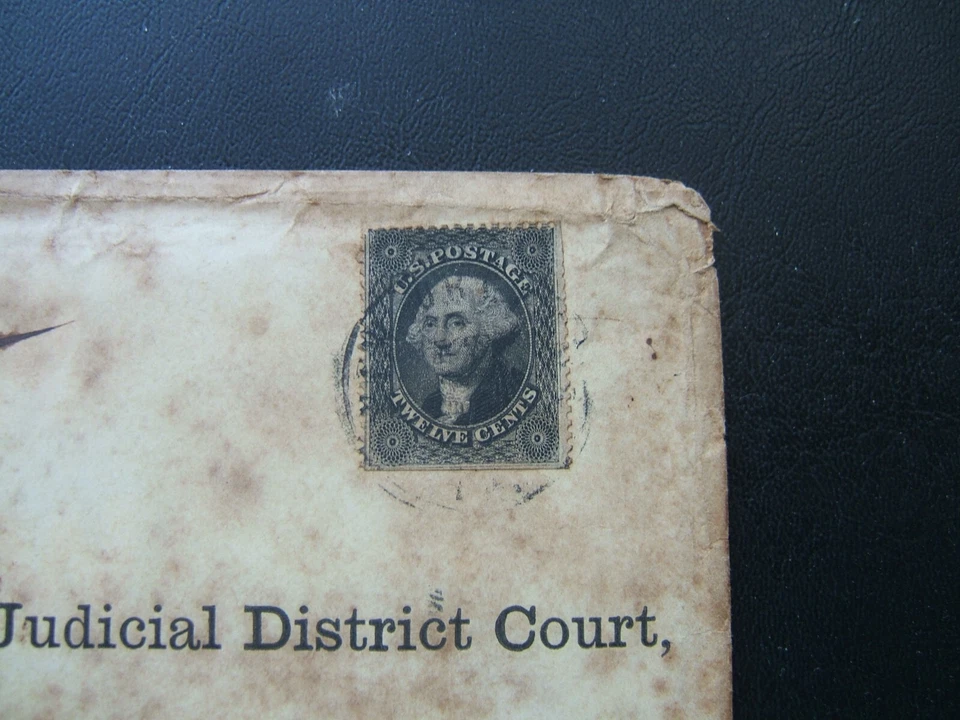 U.S. POSTAGE
TWELVE CENTS
Judicial District Court,